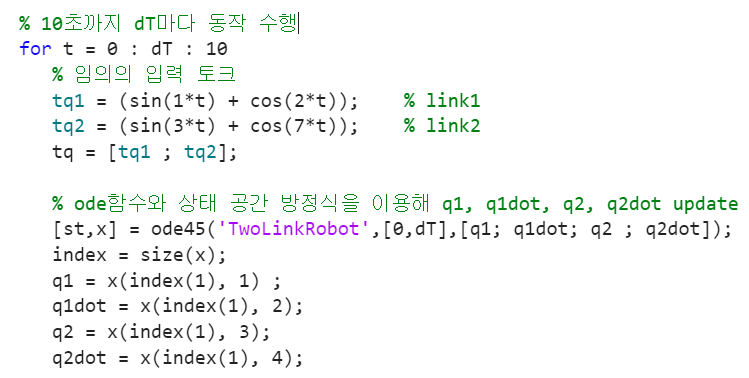 % 10초까지 dT마다 동작 수행
for t = 0 : dT : 10
% 임의의 입력 토크
tq1 = (sin(1*t) + cos(2*t)); % link1
tq2 = (sin(3*t) + cos(7*t)); % link2
tq = [tq1 ; tq2];
% ode함수와 상태 공간 방정식을 이용해 q1, q1dot, q2, q2dot update
[st,x] = ode45('TwoLinkRobot',[0,dT],[q1; q1dot; q2 ; q2dot]);
index = size(x);
q1 = x(index(1), 1) ;
q1dot = x(index(1), 2);
q2 = x(index(1), 3);
q2dot = x(index(1), 4);